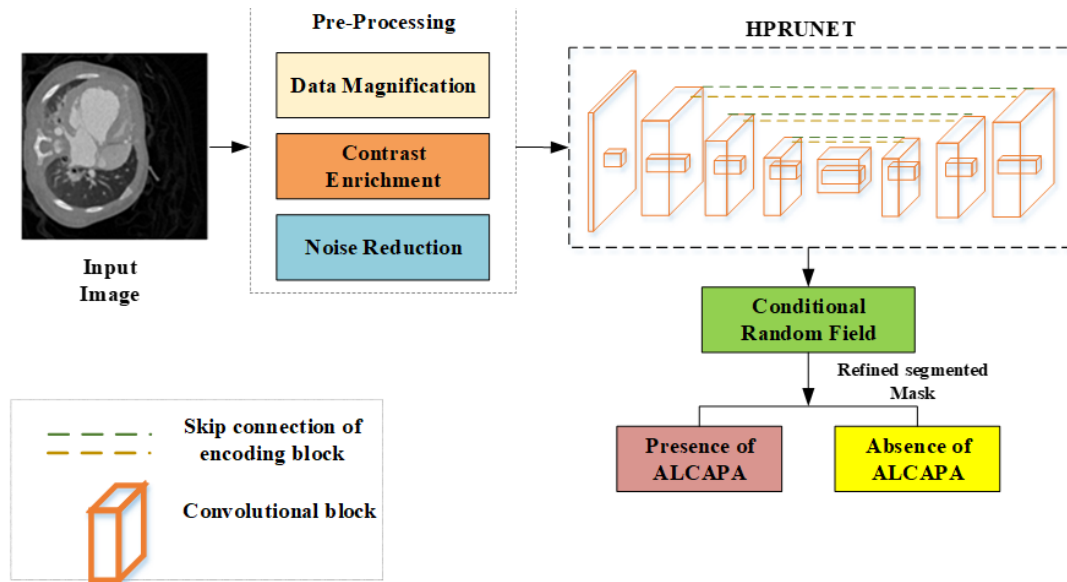 Pre-Processing
HPRUNET
Data Magnification
Contrast
Enrichment
Noise Reduction
Input
Image
Conditional
Random Field
Refined segmented
Mask
Presence of
ALCAPA
Absence of
ALCAPA
Skip connection of
encoding block
Convolutional block